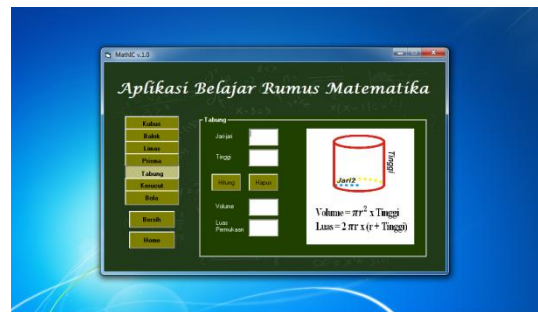 MathIC v.1.0
Aplikasi Belajar Rumus Matematika
Kubus
Balok
Limas
Prisma
Tabung
Kerucut
Bola
Bersih
Home
Tabung
Jari-jari
Tinggi
Hitung
Hapus
Volume
Luas
Permukaan
Tinggi
Jari2
Volume = πr² x Tinggi
Luas = 2 πr x (r + Tinggi)